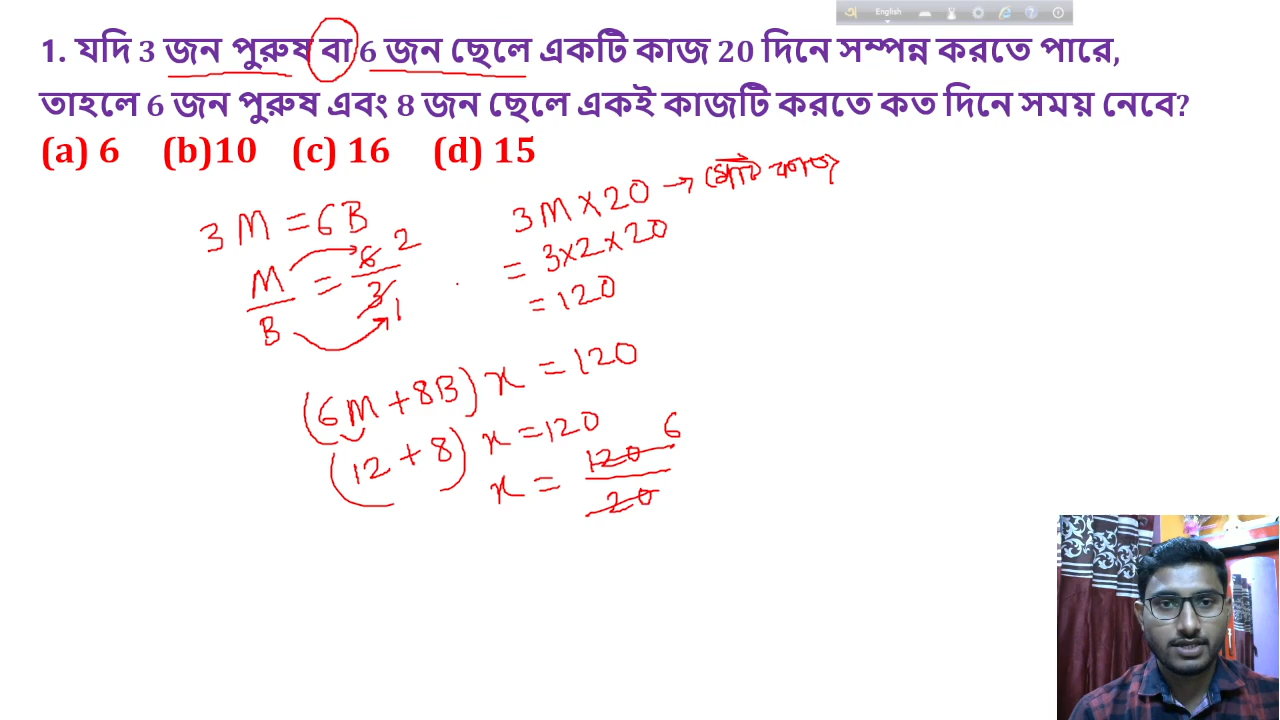 English
1. যদি 3 জন পুরুষ বা 6 জন ছেলে একটি কাজ 20 দিনে সম্পন্ন করতে পারে,
তাহলে 6 জন পুরুষ এবং 8 জন ছেলে একই কাজটি করতে কত দিনে সময় নেবে?
(a) 6 (b)10 (c) 16 (d) 15
3M = 6B
M/B = 6/3 2 1
3M × 20 → মোট কাজ
= 3×2×20
= 120
(6M + 8B) x = 120
(12 + 8) x = 120
x = 120/20 6